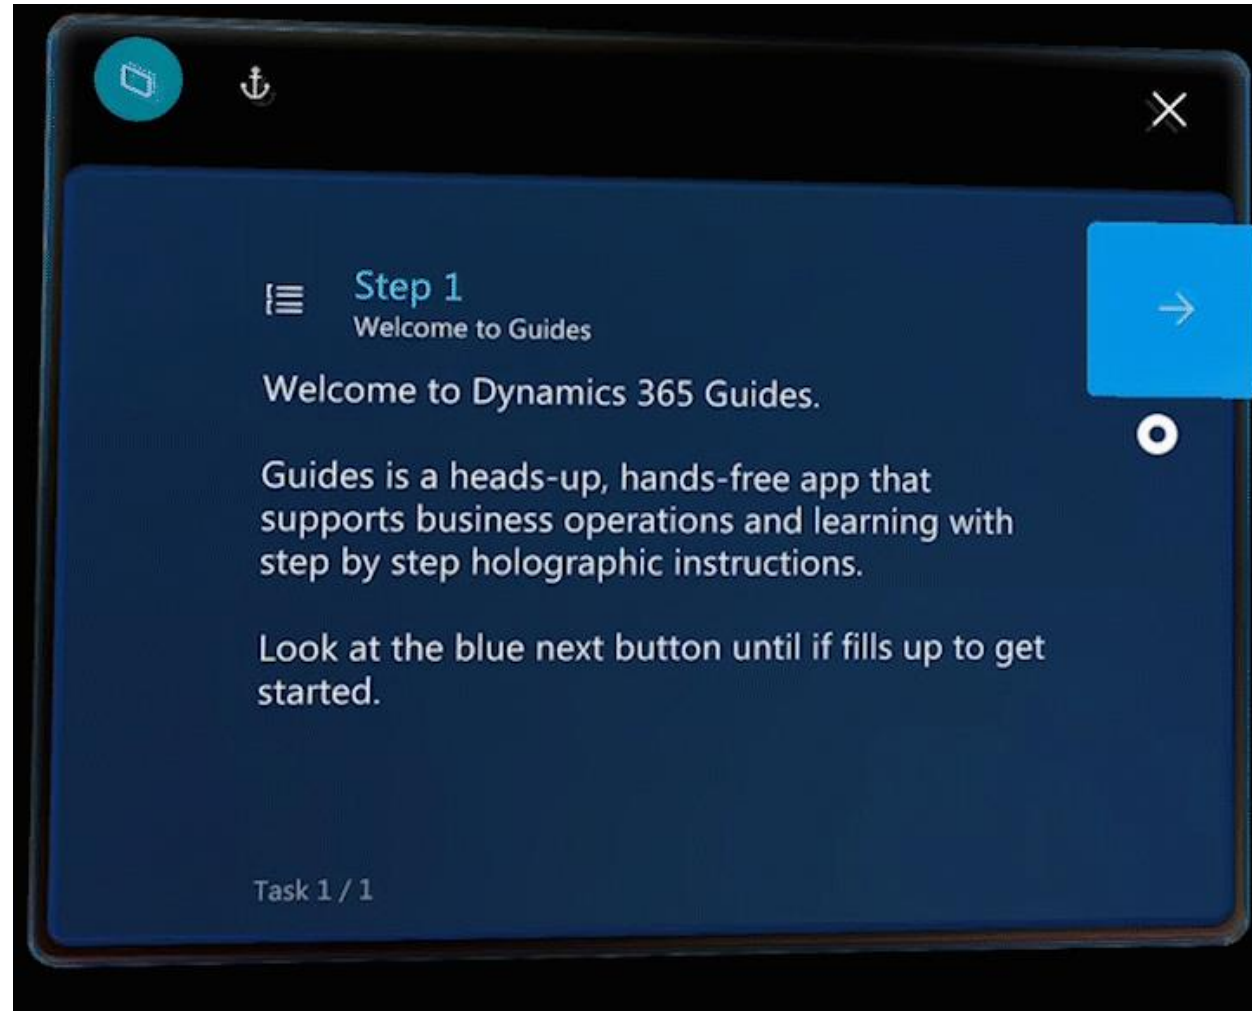 Step 1
Welcome to Guides
Welcome to Dynamics 365 Guides.
Guides is a heads-up, hands-free app that
supports business operations and learning with
step by step holographic instructions.
Look at the blue next button until if fills up to get
started.
Task 1 / 1